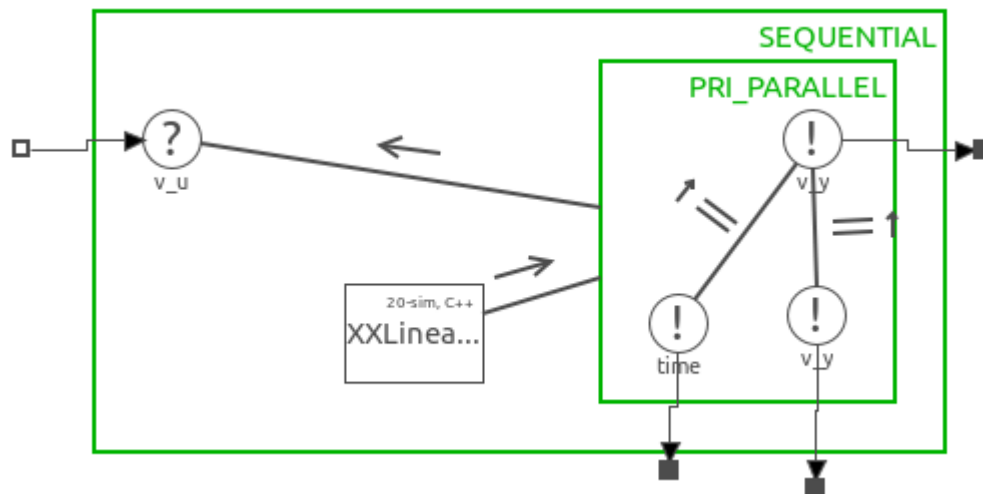 SEQUENTIAL
PRI_PARALLEL
?
v_u
!
v_y
20-sim, C++
XXLinea...
!
time
!
v_y